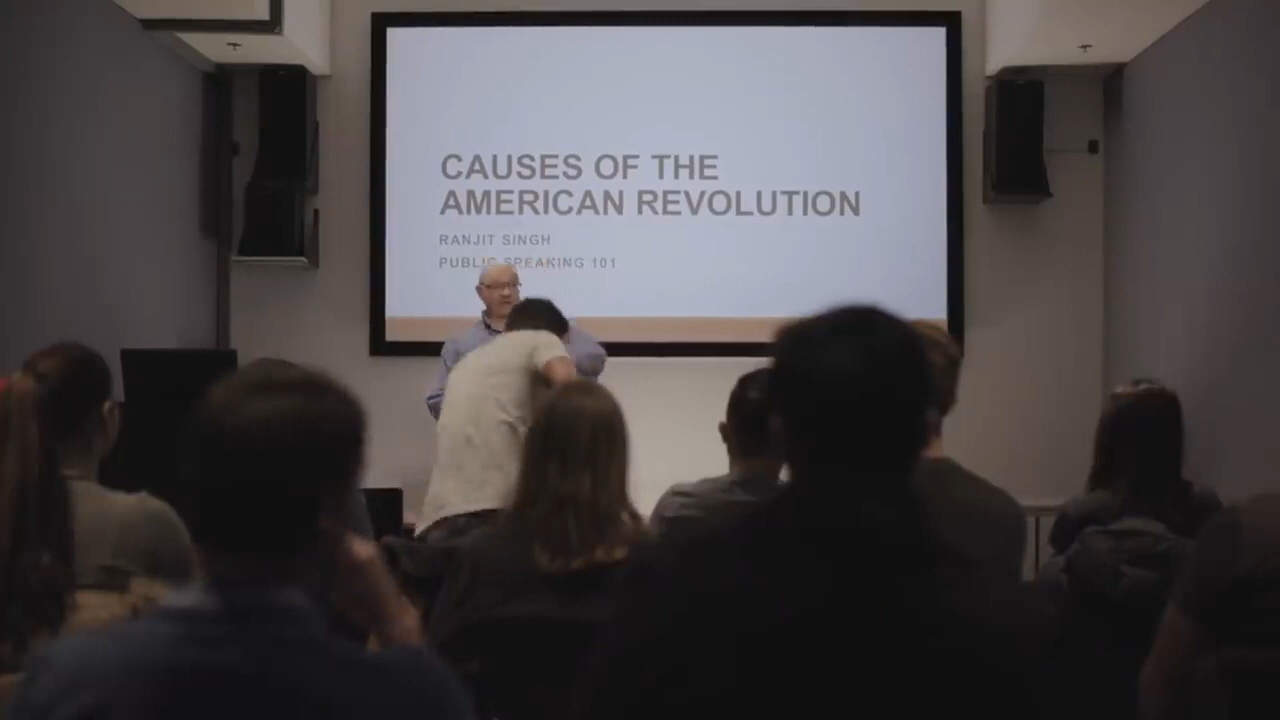 CAUSES OF THE
AMERICAN REVOLUTION
RANJIT SINGH
PUBLIC SPEAKING 101